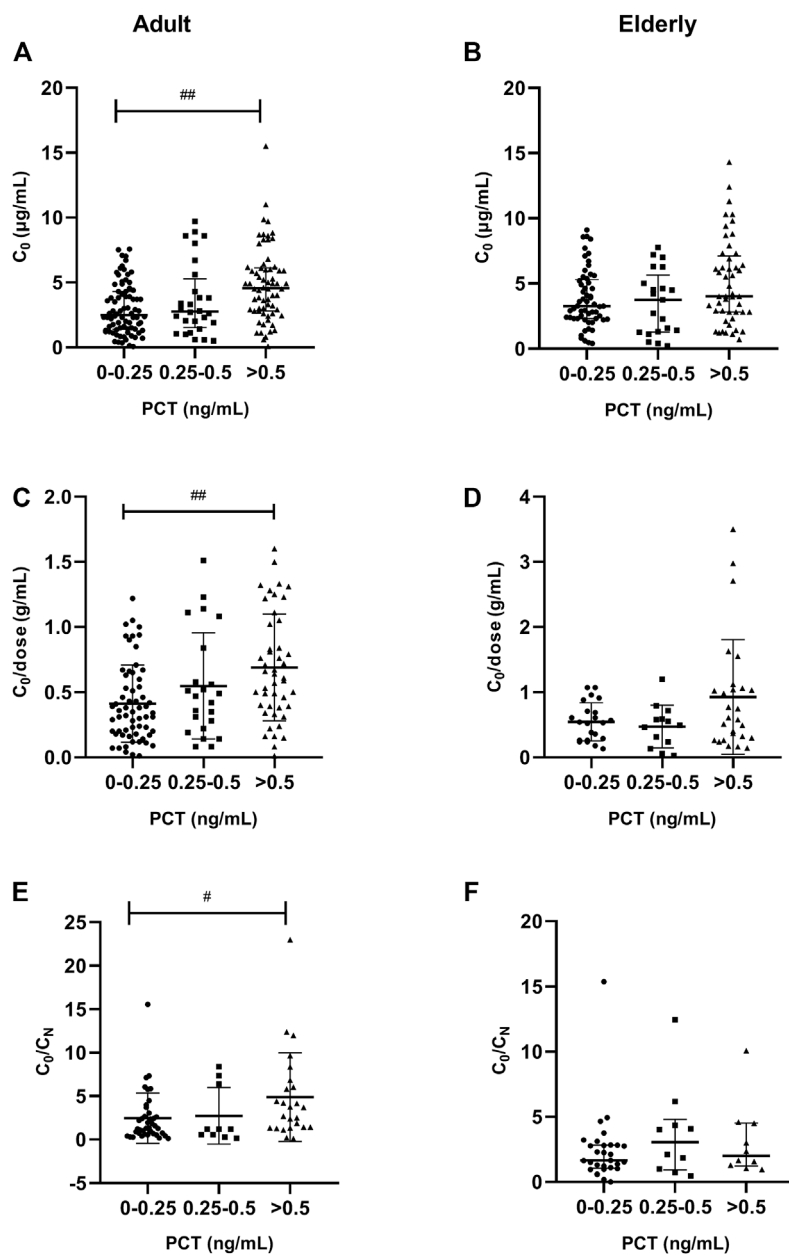 Adult
Elderly
A
##
C0 (μg/mL)
20
15
10
5
0
0-0.25 0.25-0.5 >0.5
PCT (ng/mL)
B
C0 (μg/mL)
20
15
10
5
0
0-0.25 0.25-0.5 >0.5
PCT (ng/mL)
C
##
C0/dose (g/mL)
2.0
1.5
1.0
0.5
0.0
0-0.25 0.25-0.5 >0.5
PCT (ng/mL)
D
C0/dose (g/mL)
4
3
2
1
0
0-0.25 0.25-0.5 >0.5
PCT (ng/mL)
E
#
C0/CN
25
20
15
10
5
0
-5
0-0.25 0.25-0.5 >0.5
PCT (ng/mL)
F
C0/CN
20
15
10
5
0
0-0.25 0.25-0.5 >0.5
PCT (ng/mL)